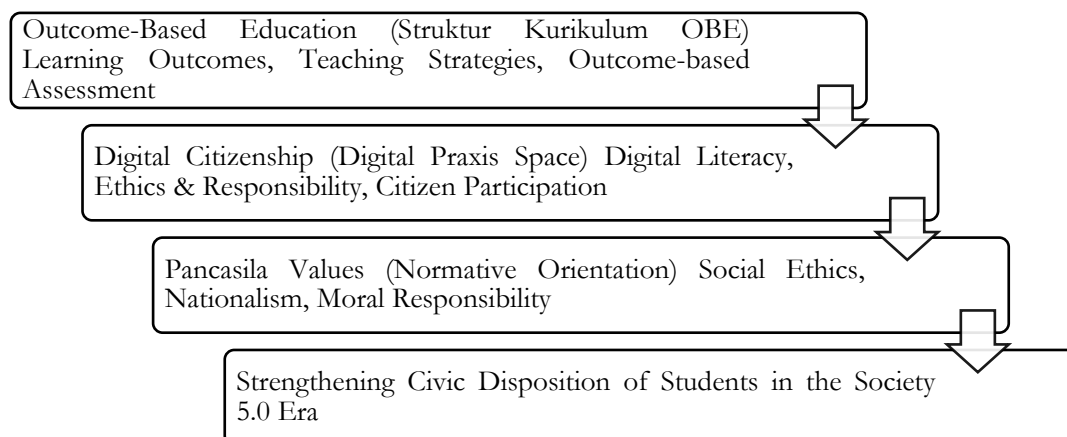 Outcome-Based Education (Struktur Kurikulum OBE)
Learning Outcomes, Teaching Strategies, Outcome-based
Assessment
Digital Citizenship (Digital Praxis Space) Digital Literacy,
Ethics & Responsibility, Citizen Participation
Pancasila Values (Normative Orientation) Social Ethics,
Nationalism, Moral Responsibility
Strengthening Civic Disposition of Students in the Society
5.0 Era